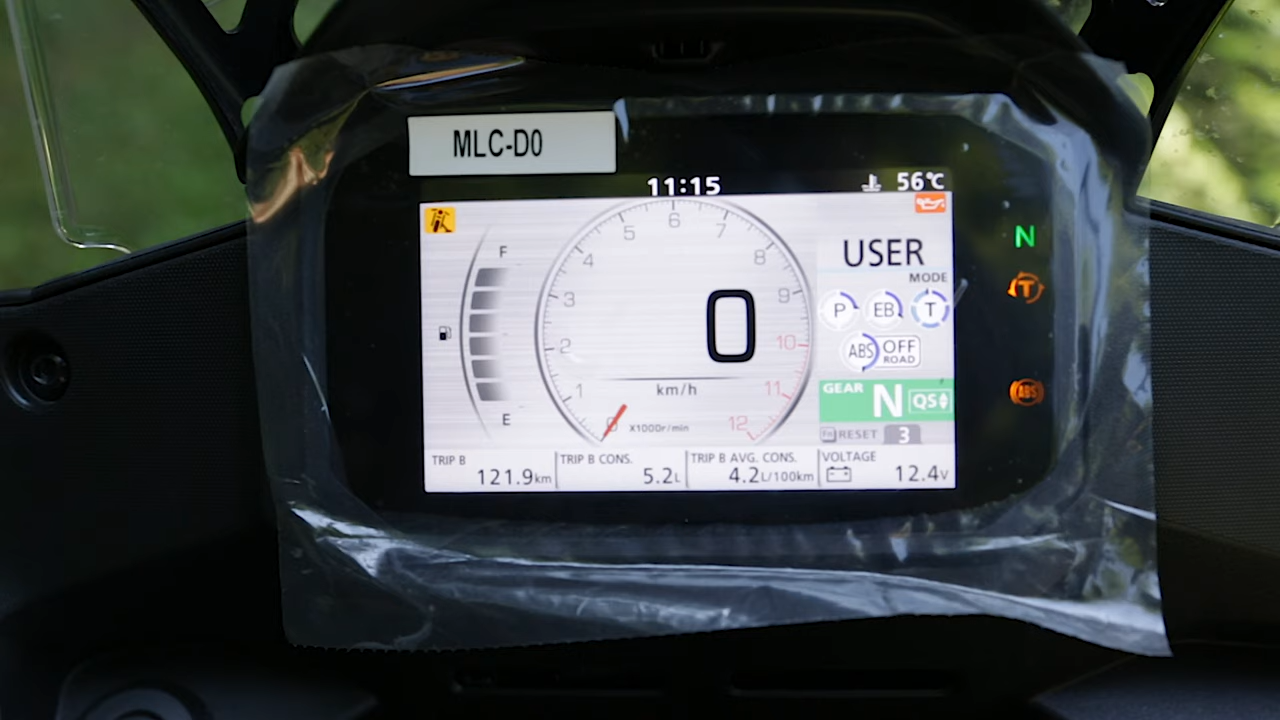 MLC-D0
11:15
56℃
F
E
0
1
2
3
4
5
6
7
8
9
10
11
12
0
km/h
X1000r/min
USER
MODE
P EB T
ABS OFF ROAD
GEAR N QS
RESET 3
TRIP B
121.9km
TRIP B CONS.
5.2L
TRIP B AVG. CONS.
4.2L/100km
VOLTAGE
12.4V
N
T
ABS